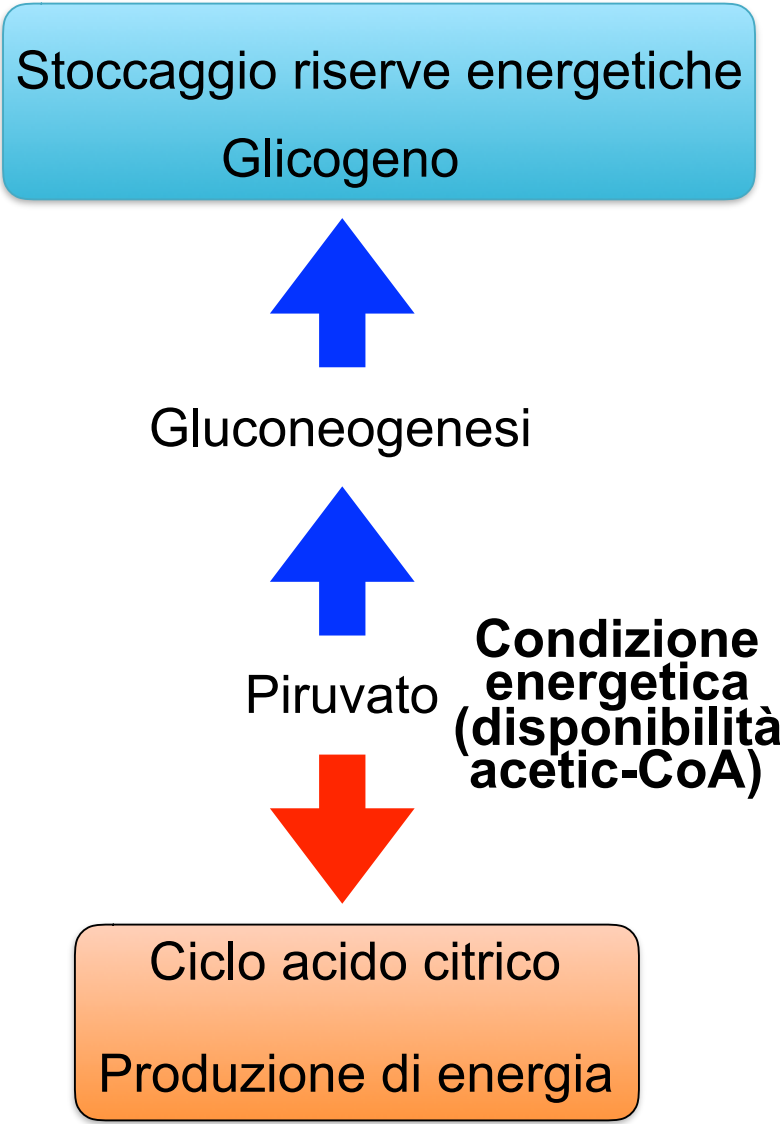 Stoccaggio riserve energetiche
Glicogeno
Gluconeogenesi
Piruvato
Condizione
energetica
(disponibilità
acetic-CoA)
Ciclo acido citrico
Produzione di energia